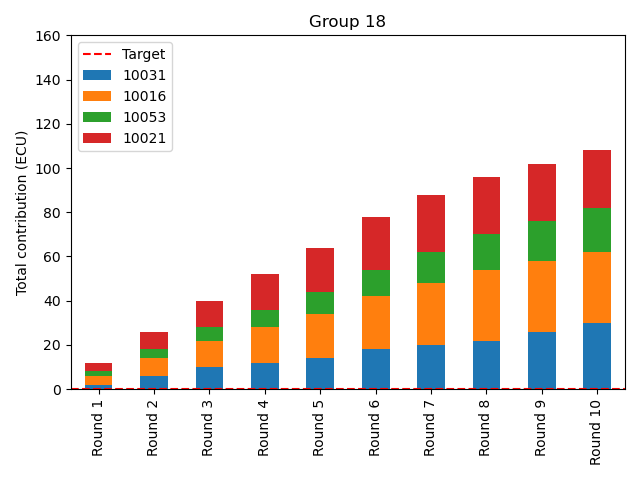 Group 18
Total contribution (ECU)
160
140
120
100
80
60
40
20
0
Target
10031
10016
10053
10021
Round 1
Round 2
Round 3
Round 4
Round 5
Round 6
Round 7
Round 8
Round 9
Round 10